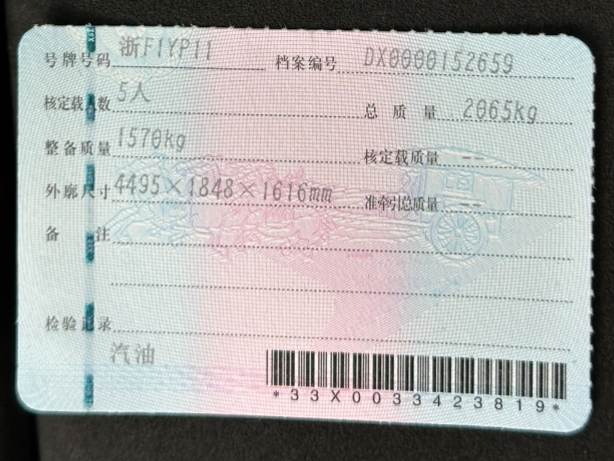 号牌号码 浙F1YP11 档案编号 DX0000152659
核定载人数 5人 总质量 2065kg
整备质量 1570kg 核定载质量 --
外廓尺寸 4495×1848×1616mm 准牵引总质量 --
备注
检验记录
汽油
*33X0033423819*